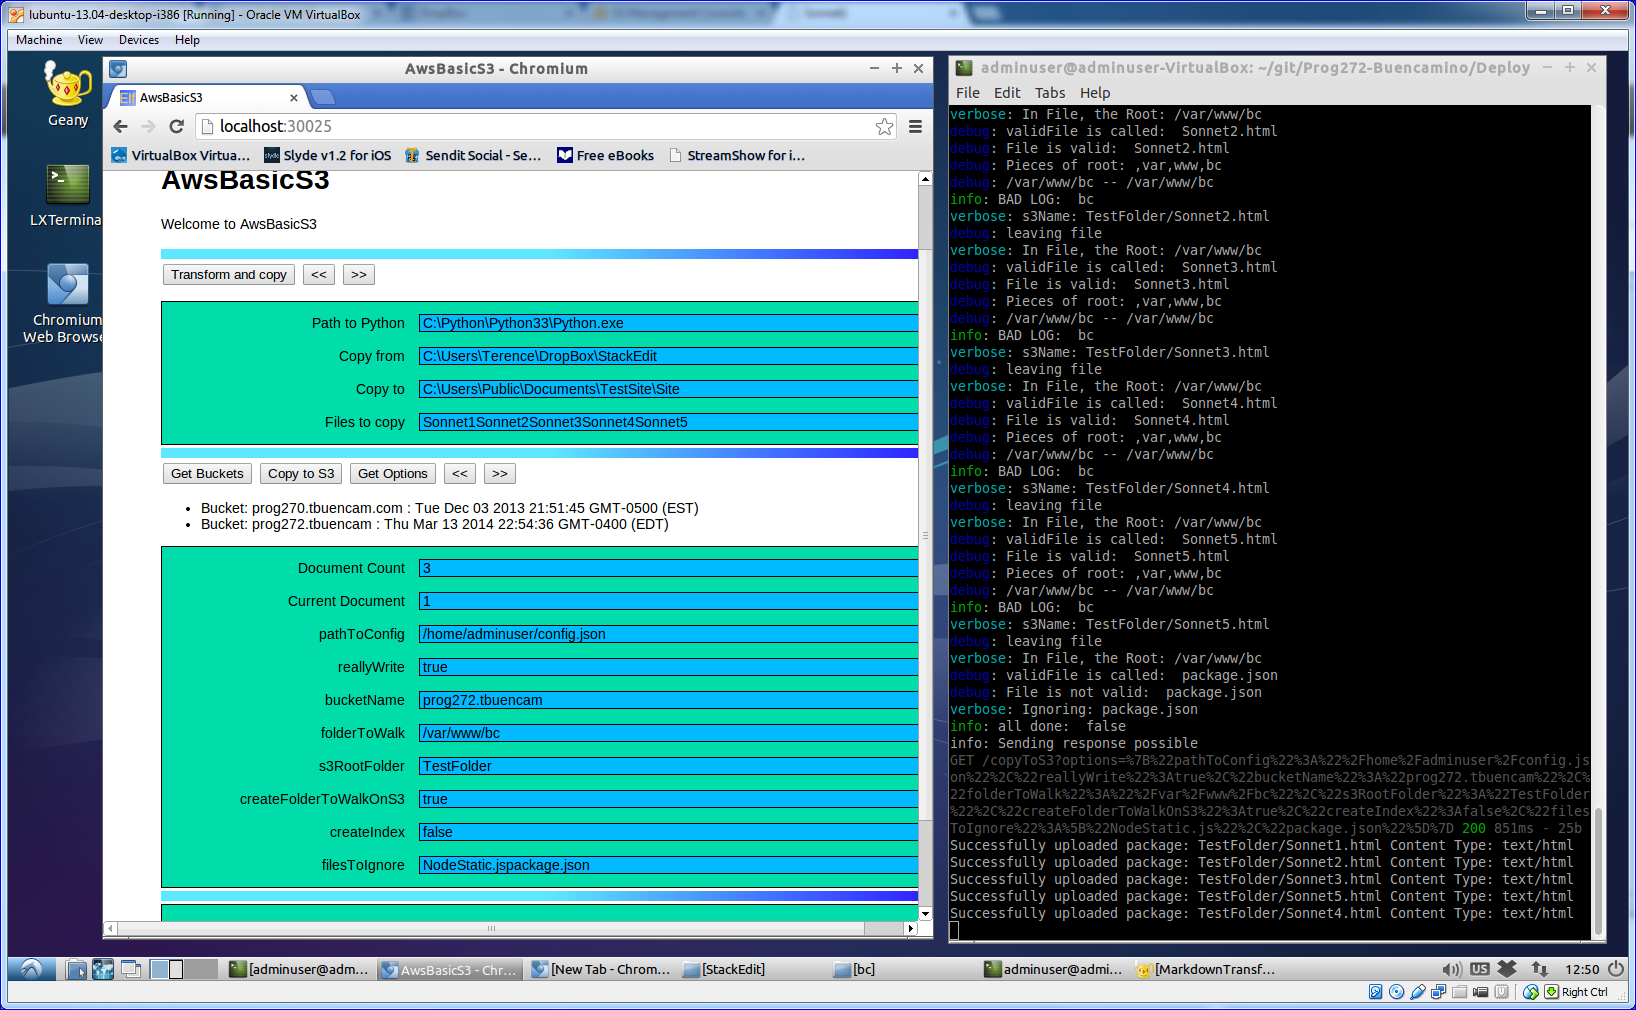 lubuntu-13.04-desktop-i386 [Running] - Oracle VM VirtualBox
Machine View Devices Help
Geany
LXTermina
Chromium
Web Browse
AwsBasicS3 - Chromium
AwsBasicS3
localhost:30025
VirtualBox Virtua... Slyde v1.2 for iOS Sendit Social - Se... Free eBooks StreamShow for i...
AwsBasicS3
Welcome to AwsBasicS3
Transform and copy << >>
Path to Python C:\Python\Python33\Python.exe
Copy from C:\Users\Terence\DropBox\StackEdit
Copy to C:\Users\Public\Documents\TestSite\Site
Files to copy Sonnet1Sonnet2Sonnet3Sonnet4Sonnet5
Get Buckets Copy to S3 Get Options << >>
• Bucket: prog270.tbuencam.com : Tue Dec 03 2013 21:51:45 GMT-0500 (EST)
• Bucket: prog272.tbuencam : Thu Mar 13 2014 22:54:36 GMT-0400 (EDT)
Document Count 3
Current Document 1
pathToConfig /home/adminuser/config.json
reallyWrite true
bucketName prog272.tbuencam
folderToWalk /var/www/bc
s3RootFolder TestFolder
createFolderToWalkOnS3 true
createIndex false
filesToIgnore NodeStatic.jspackage.json
adminuser@adminuser-VirtualBox: ~/git/Prog272-Buencamino/Deploy
File Edit Tabs Help
verbose: In File, the Root: /var/www/bc
debug: validFile is called:  Sonnet2.html
debug: File is valid:  Sonnet2.html
debug: Pieces of root: ,var,www,bc
debug: /var/www/bc -- /var/www/bc
info: BAD LOG:  bc
verbose: s3Name: TestFolder/Sonnet2.html
debug: leaving file
verbose: In File, the Root: /var/www/bc
debug: validFile is called:  Sonnet3.html
debug: File is valid:  Sonnet3.html
debug: Pieces of root: ,var,www,bc
debug: /var/www/bc -- /var/www/bc
info: BAD LOG:  bc
verbose: s3Name: TestFolder/Sonnet3.html
debug: leaving file
verbose: In File, the Root: /var/www/bc
debug: validFile is called:  Sonnet4.html
debug: File is valid:  Sonnet4.html
debug: Pieces of root: ,var,www,bc
debug: /var/www/bc -- /var/www/bc
info: BAD LOG:  bc
verbose: s3Name: TestFolder/Sonnet4.html
debug: leaving file
verbose: In File, the Root: /var/www/bc
debug: validFile is called:  Sonnet5.html
debug: File is valid:  Sonnet5.html
debug: Pieces of root: ,var,www,bc
debug: /var/www/bc -- /var/www/bc
info: BAD LOG:  bc
verbose: s3Name: TestFolder/Sonnet5.html
debug: leaving file
verbose: In File, the Root: /var/www/bc
debug: validFile is called:  package.json
debug: File is not valid:  package.json
verbose: Ignoring: package.json
info: all done:  false
info: Sending response possible
GET /copyToS3?options=%7B%22pathToConfig%22%3A%22%2Fhome%2Fadminuser%2Fconfig.js
on%22%2C%22reallyWrite%22%3Atrue%2C%22bucketName%22%3A%22prog272.tbuencam%22%2C%
22folderToWalk%22%3A%22%2Fvar%2Fwww%2Fbc%22%2C%22s3RootFolder%22%3A%22TestFolder
%22%2C%22createFolderToWalkOnS3%22%3Atrue%2C%22createIndex%22%3Afalse%2C%22files
ToIgnore%22%3A%5B%22NodeStatic.js%22%2C%22package.json%22%5D%7D 200 851ms - 25b
Successfully uploaded package: TestFolder/Sonnet1.html Content Type: text/html
Successfully uploaded package: TestFolder/Sonnet2.html Content Type: text/html
Successfully uploaded package: TestFolder/Sonnet3.html Content Type: text/html
Successfully uploaded package: TestFolder/Sonnet5.html Content Type: text/html
Successfully uploaded package: TestFolder/Sonnet4.html Content Type: text/html
[adminuser@adm... AwsBasicS3 - Chr... [New Tab - Chrom... [StackEdit] [bc] adminuser@admi... [MarkdownTransf... US 12:50
Right Ctrl